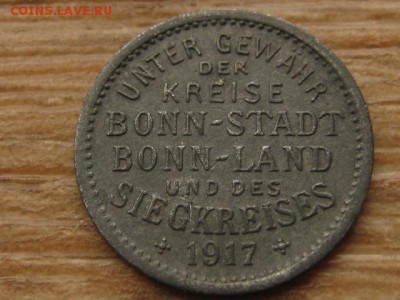 COINS.LAVE.RU
UNTER GEWÄHR
DER
KREISE
BONN-STADT
BONN-LAND
UND DES
SIEGKREISES
1917